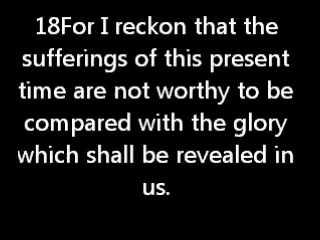 18For I reckon that the
sufferings of this present
time are not worthy to be
compared with the glory
which shall be revealed in
us.